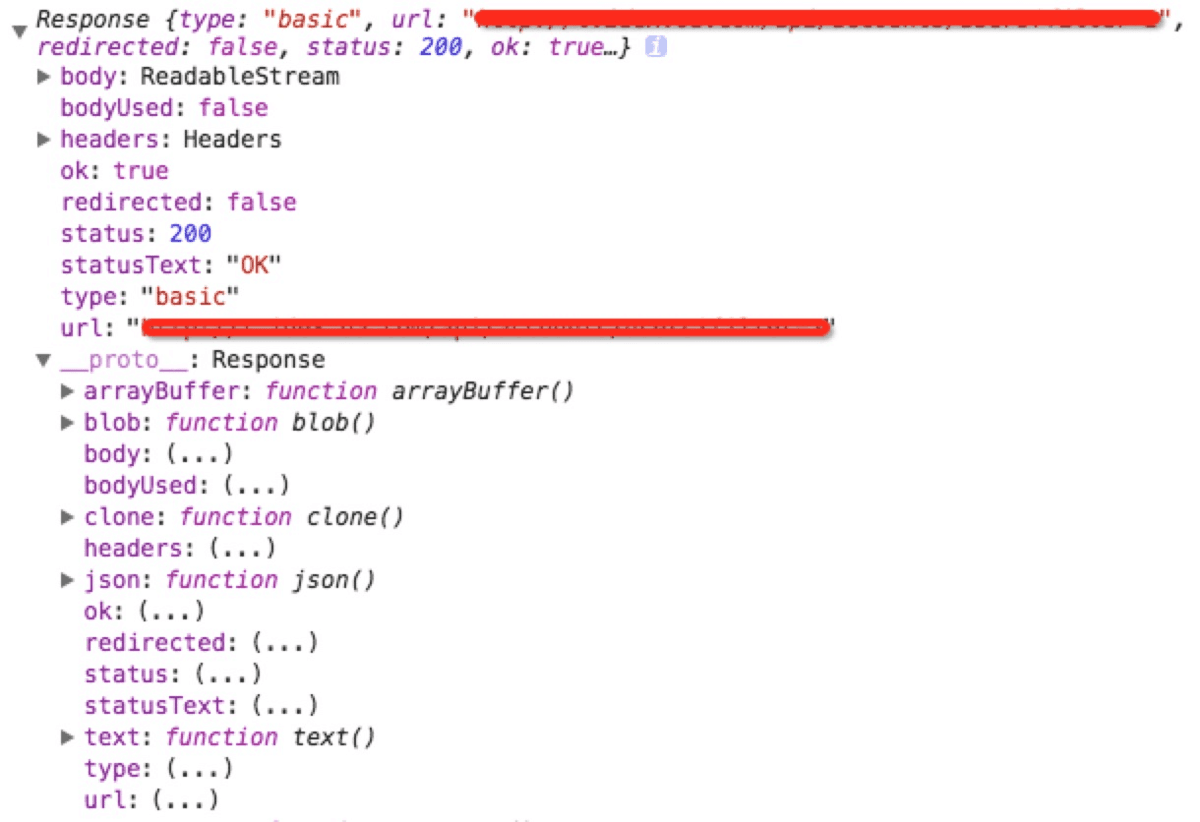 Response {type: "basic", url: "",
redirected: false, status: 200, ok: true…} i
body: ReadableStream
bodyUsed: false
headers: Headers
ok: true
redirected: false
status: 200
statusText: "OK"
type: "basic"
url: ""
__proto__: Response
arrayBuffer: function arrayBuffer()
blob: function blob()
body: (...)
bodyUsed: (...)
clone: function clone()
headers: (...)
json: function json()
ok: (...)
redirected: (...)
status: (...)
statusText: (...)
text: function text()
type: (...)
url: (...)